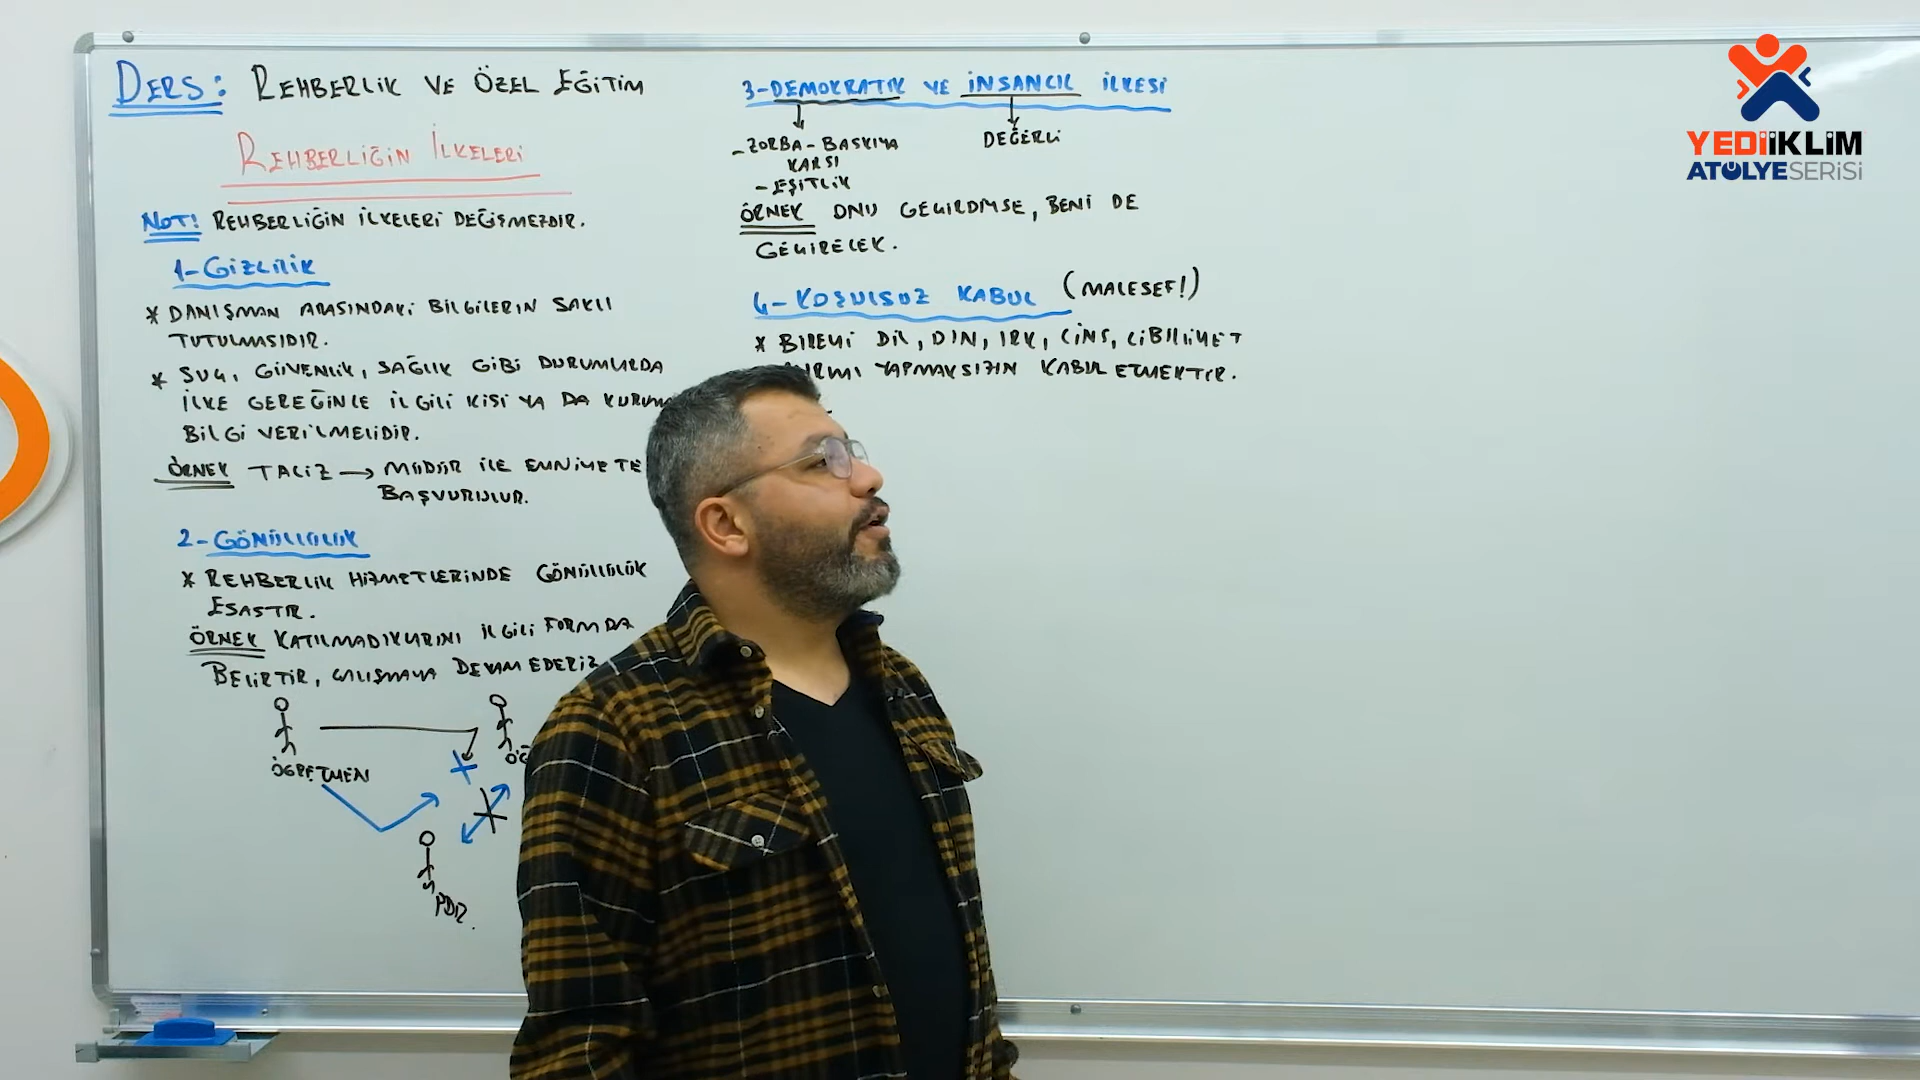 DERS: REHBERLİK VE ÖZEL EĞİTİM
REHBERLİĞİN İLKELERİ
NOT! REHBERLİĞİN İLKELERİ DEĞİŞMEZDİR.
1-GİZLİLİK
* DANIŞMAN ARASINDAKİ BİLGİLERİN SAKLI
TUTULMASIDIR.
* SUÇ, GÜVENLİK, SAĞLIK GİBİ DURUMLARDA
İLKE GEREĞİNCE İLGİLİ KİŞİ YA DA KURUMA
BİLGİ VERİLMELİDİR.
ÖRNEK TACİZ → MÜDÜR İLE EMNİYETE
BAŞVURULUR.
2-GÖNÜLLÜLÜK
* REHBERLİK HİZMETLERİNDE GÖNÜLLÜLÜK
ESASTIR.
ÖRNEK KATILMADIKLARINI İLGİLİ FORMDA
BELİRTİR, ÇALIŞMAYA DEVAM EDERİZ
ÖĞRETMEN
PDR.
3-DEMOKRATİK VE İNSANCIL İLKESİ
-ZORBA-BASKIYA
KARŞI
-EŞİTLİK
DEĞERLİ
ÖRNEK ONU GEÇİRDİYSE, BENİ DE
GEÇİRECEK.
4-KOŞULSUZ KABUL (MALESEF!)
* BİREYİ DİL, DİN, IRK, CİNS, CİBİLLİYET
YAPMAKSIZIN KABUL ETMEKTİR.
YEDİİKLİM
ATÖLYESERİSİ